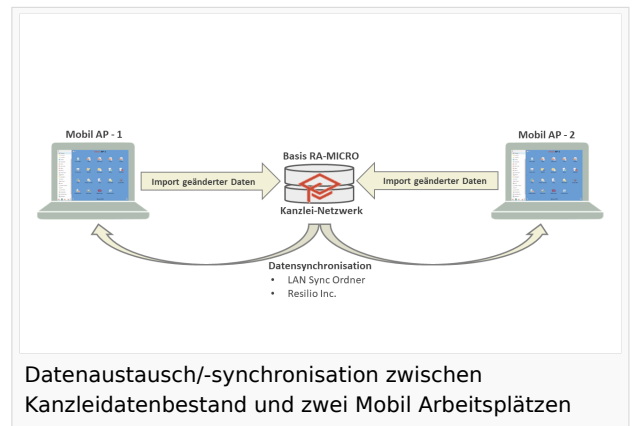 Mobil AP - 1
Mobil AP - 2
Basis RA-MICRO
Import geänderter Daten
Import geänderter Daten
Kanzlei-Netzwerk
Datensynchronisation
• LAN Sync Ordner
• Resilio Inc.
Datenaustausch/-synchronisation zwischen
Kanzleidatenbestand und zwei Mobil Arbeitsplätzen